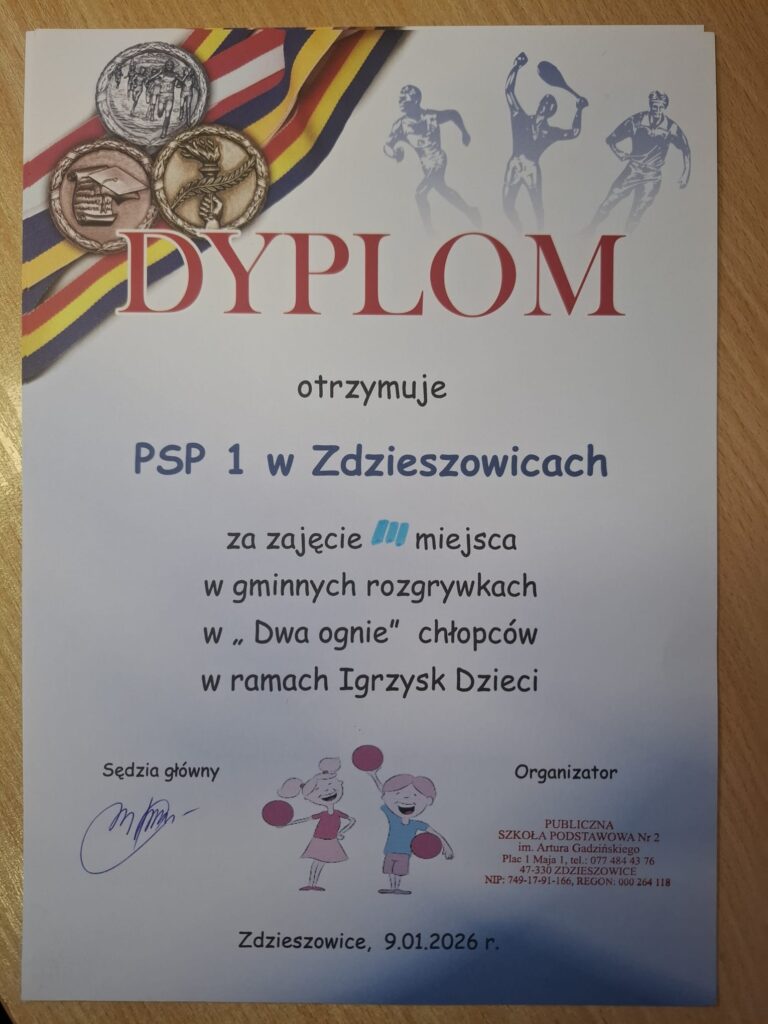 DYPLOM
otrzymuje
PSP 1 w Zdzieszowicach
za zajęcie III miejsca
w gminnych rozgrywkach
w „ Dwa ognie” chłopców
w ramach Igrzysk Dzieci
Sędzia główny
Organizator
PUBLICZNA
SZKOŁA PODSTAWOWA Nr 2
im. Artura Gadzińskiego
Plac 1 Maja 1, tel.: 077 484 43 76
47-330 ZDZIESZOWICE
NIP: 749-17-91-166, REGON: 000 264 118
Zdzieszowice, 9.01.2026 r.